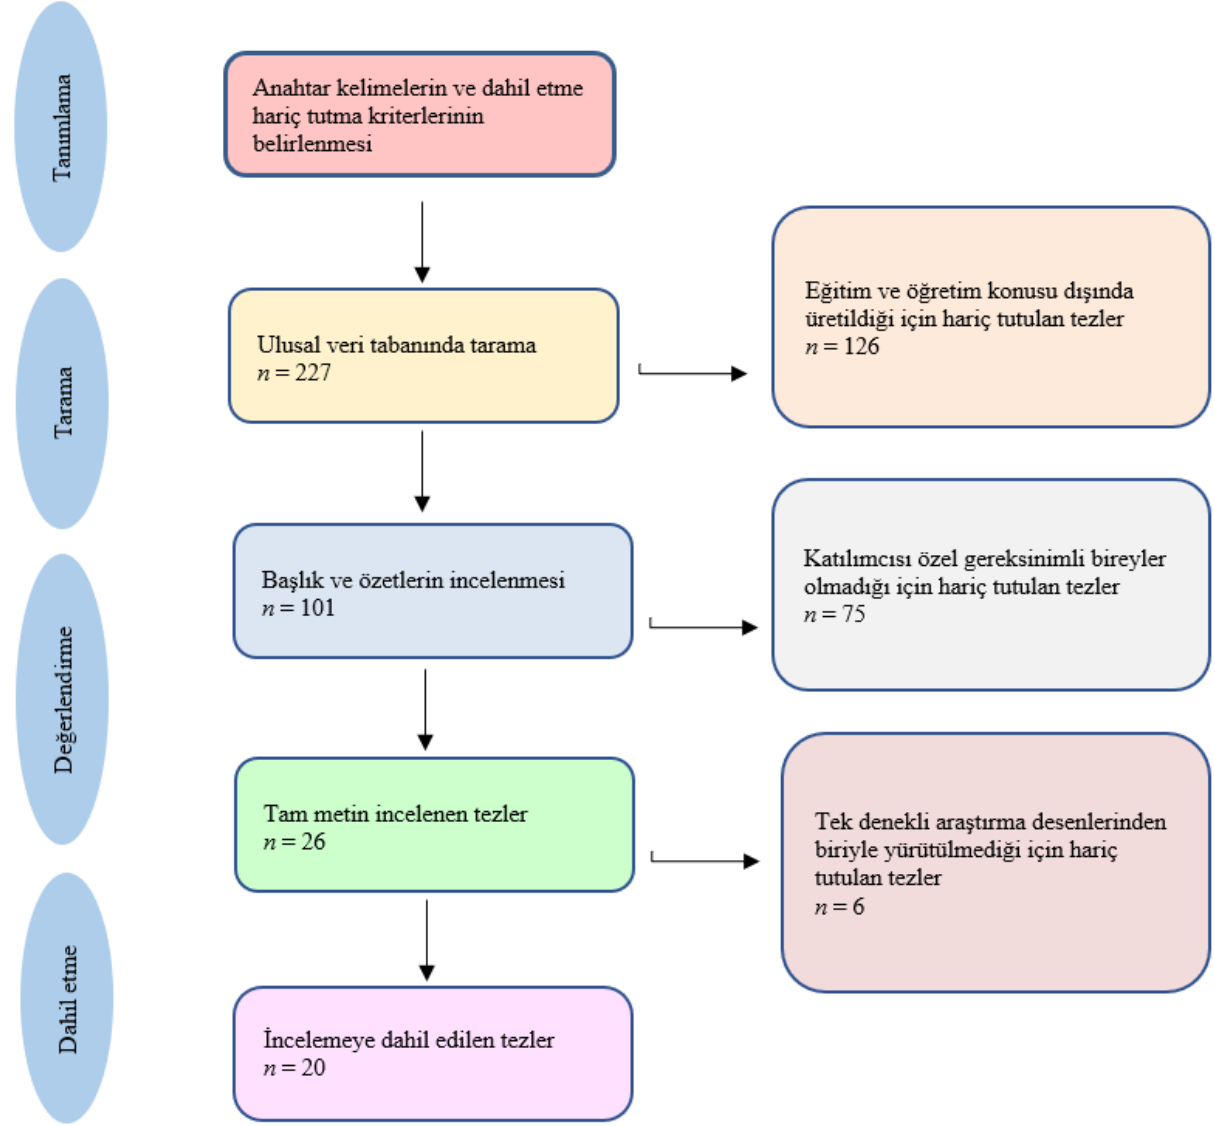 Tanımlama
Anahtar kelimelerin ve dahil etme
hariç tutma kriterlerinin
belirlenmesi
Tarama
Ulusal veri tabanında tarama
n = 227
Eğitim ve öğretim konusu dışında
üretildiği için hariç tutulan tezler
n = 126
Değerlendirme
Başlık ve özetlerin incelenmesi
n = 101
Katılımcısı özel gereksinimli bireyler
olmadığı için hariç tutulan tezler
n = 75
Tam metin incelenen tezler
n = 26
Tek denekli araştırma desenlerinden
biriyle yürütülmediği için hariç
tutulan tezler
n = 6
Dahil etme
İncelemeye dahil edilen tezler
n = 20